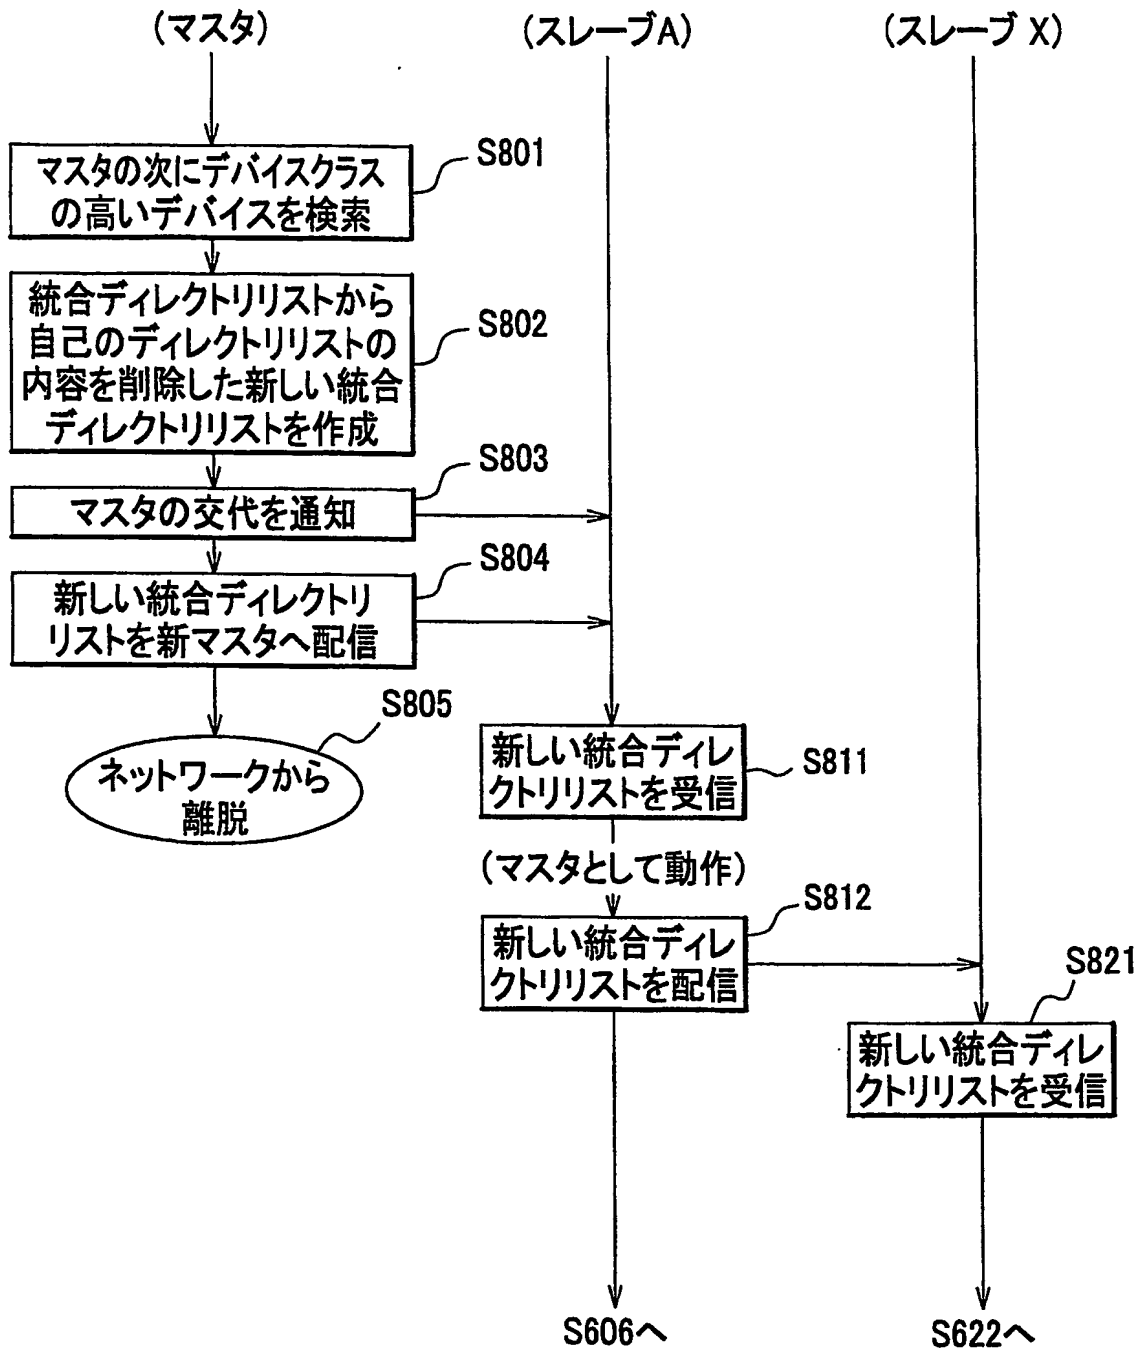 (マスタ)
(スレーブA)
(スレーブ X)
マスタの次にデバイスクラス
の高いデバイスを検索
S801
統合ディレクトリリストから
自己のディレクトリリストの
内容を削除した新しい統合
ディレクトリリストを作成
S802
マスタの交代を通知
S803
新しい統合ディレクトリ
リストを新マスタへ配信
S804
ネットワークから
離脱
S805
新しい統合ディレ
クトリリストを受信
S811
(マスタとして動作)
新しい統合ディレ
クトリリストを配信
S812
新しい統合ディレ
クトリリストを受信
S821
S606へ
S622へ